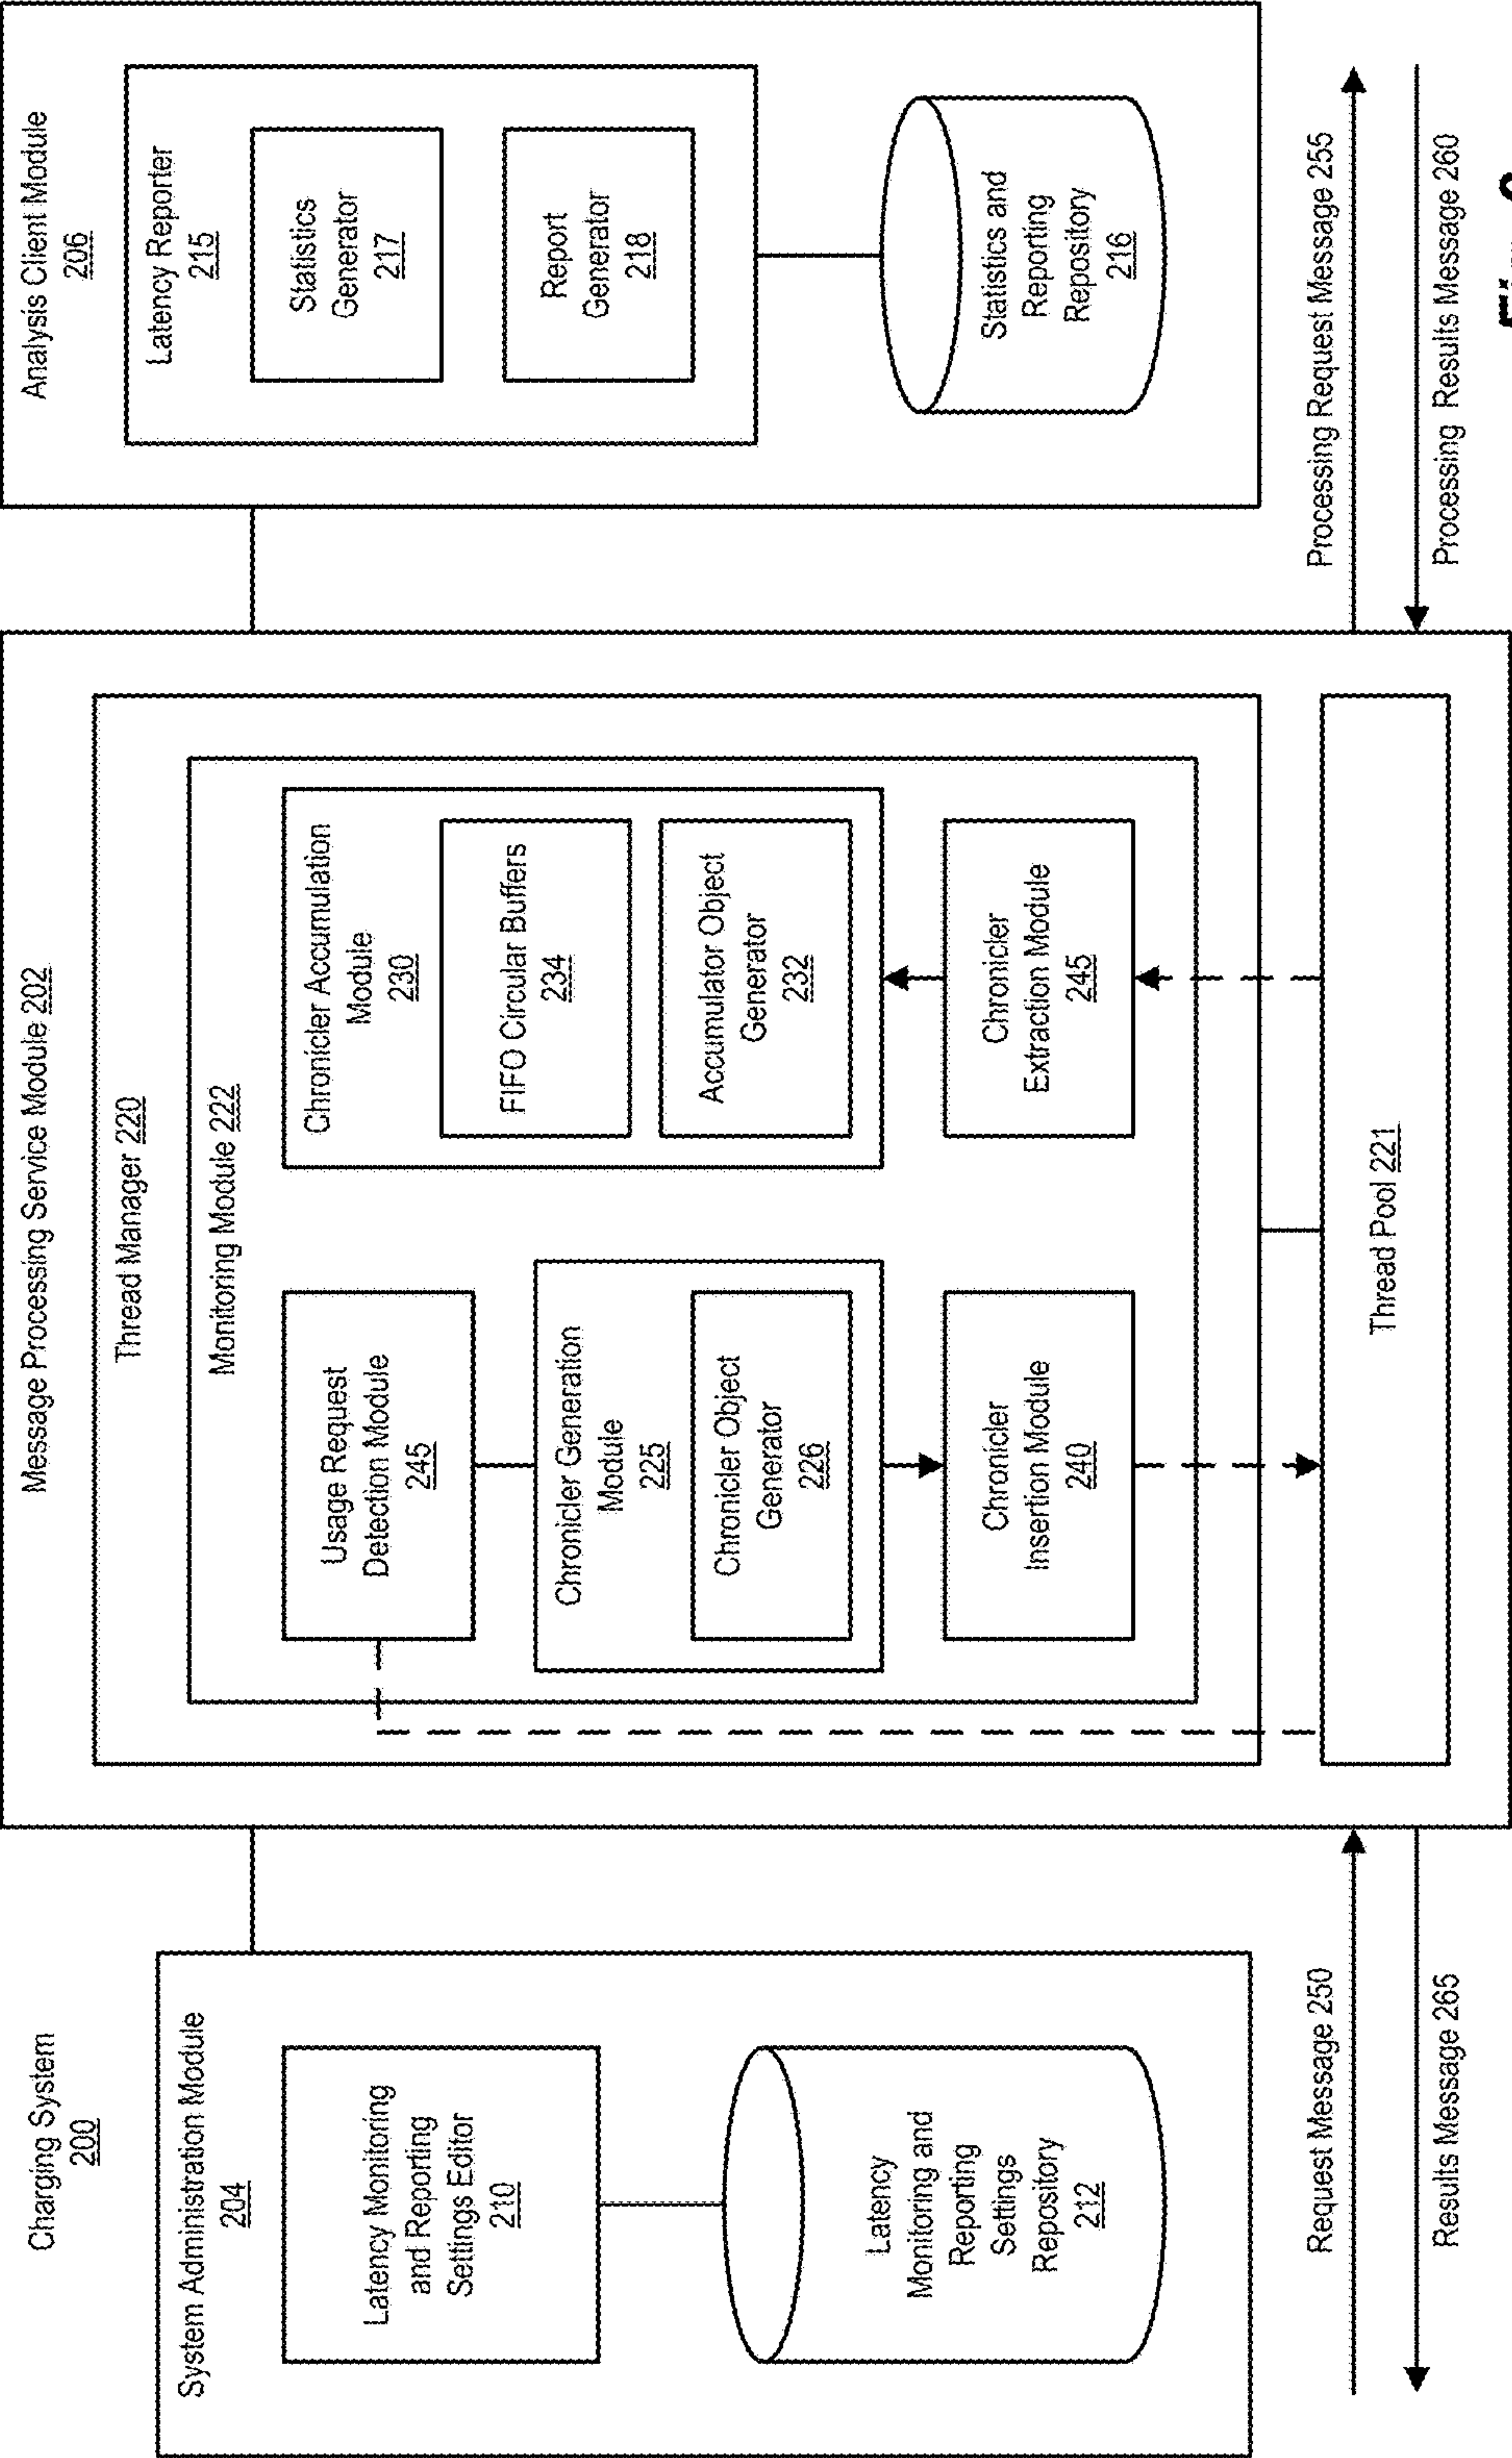 Charging System
200
System Administration Module
204
Latency Monitoring
and Reporting
Settings Editor
210
Latency
Monitoring and
Reporting
Settings
Repository
212
Request Message 250
Results Message 265
Message Processing Service Module 202
Thread Manager 220
Monitoring Module 222
Usage Request
Detection Module
245
Chronicler Generation
Module
225
Chronicler Object
Generator
226
Chronicler
Insertion Module
240
Chronicler Accumulation
Module
230
FIFO Circular Buffers
234
Accumulator Object
Generator
232
Chronicler
Extraction Module
245
Thread Pool 221
Analysis Client Module
206
Latency Reporter
215
Statistics
Generator
217
Report
Generator
218
Statistics and
Reporting
Repository
216
Processing Request Message 255
Processing Results Message 260